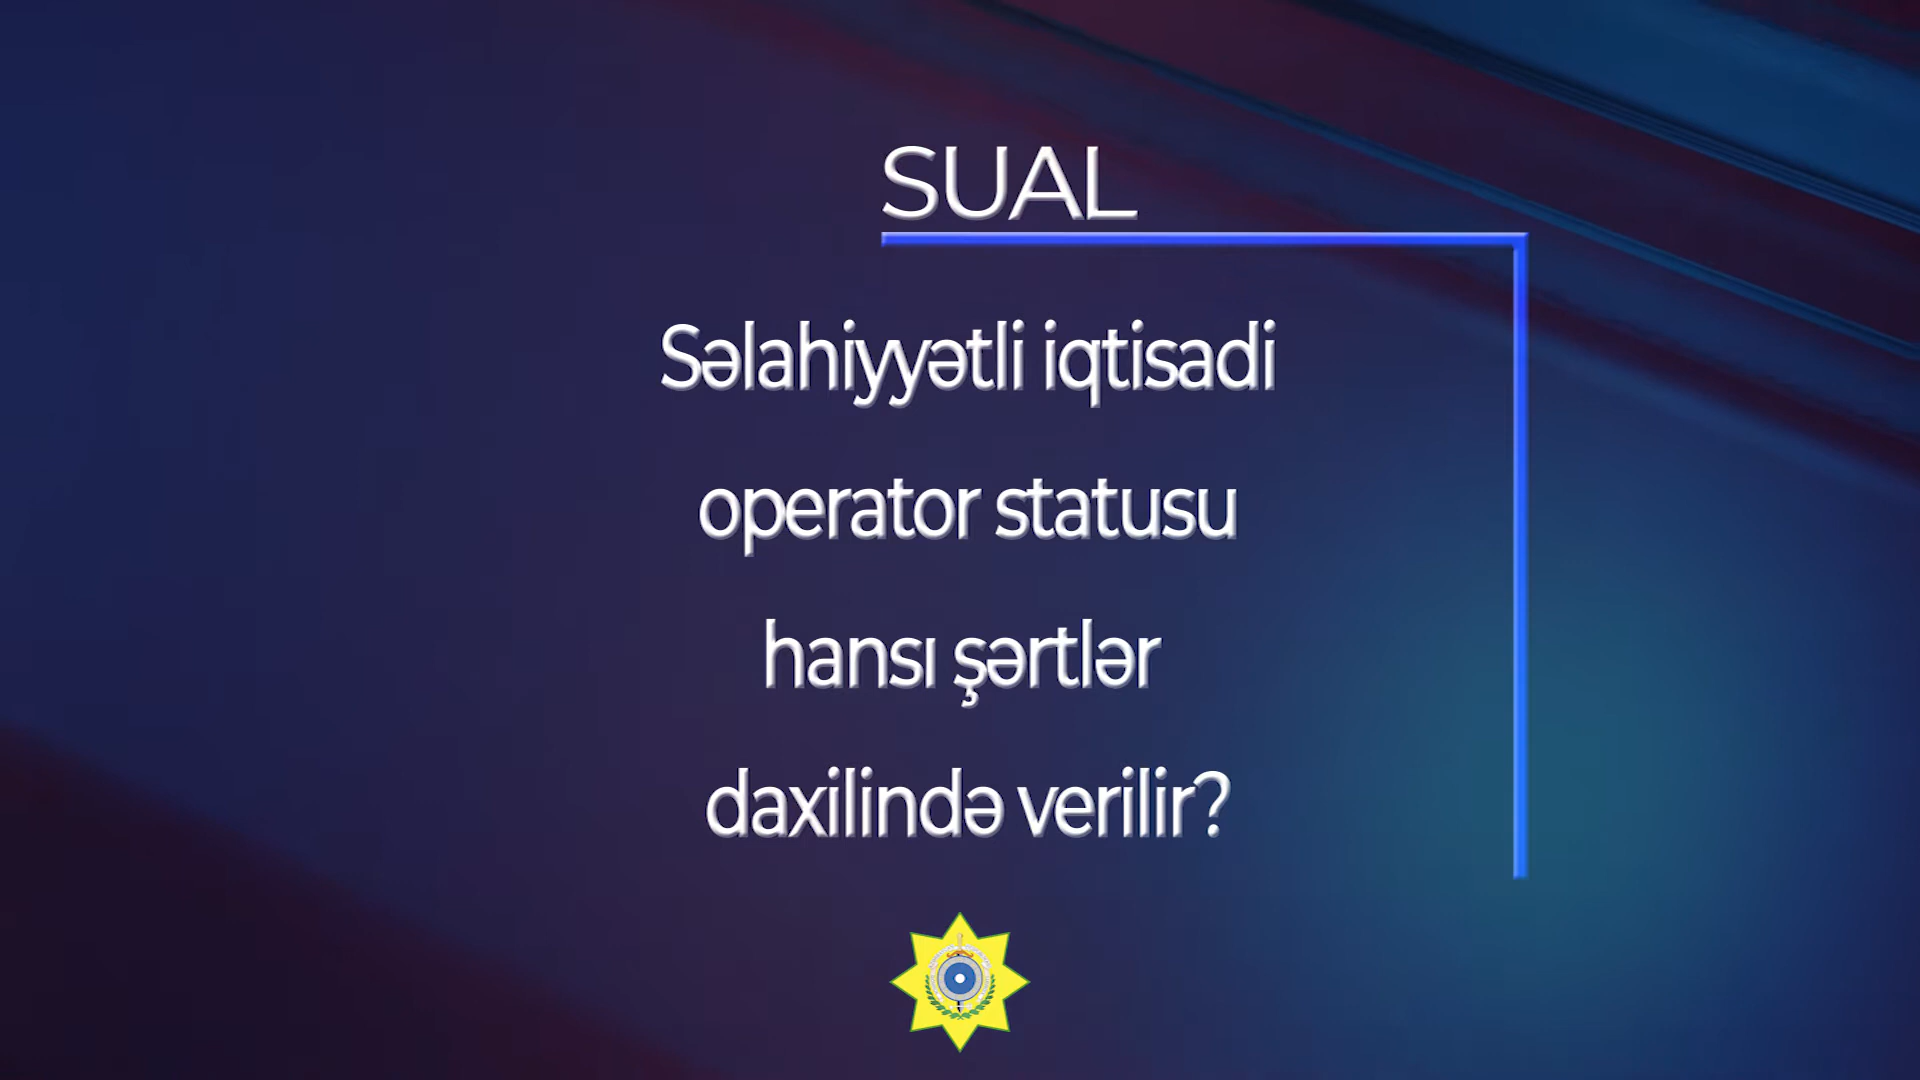 SUAL
Səlahiyyətli iqtisadi
operator statusu
hansı şərtlər
daxilində verilir?